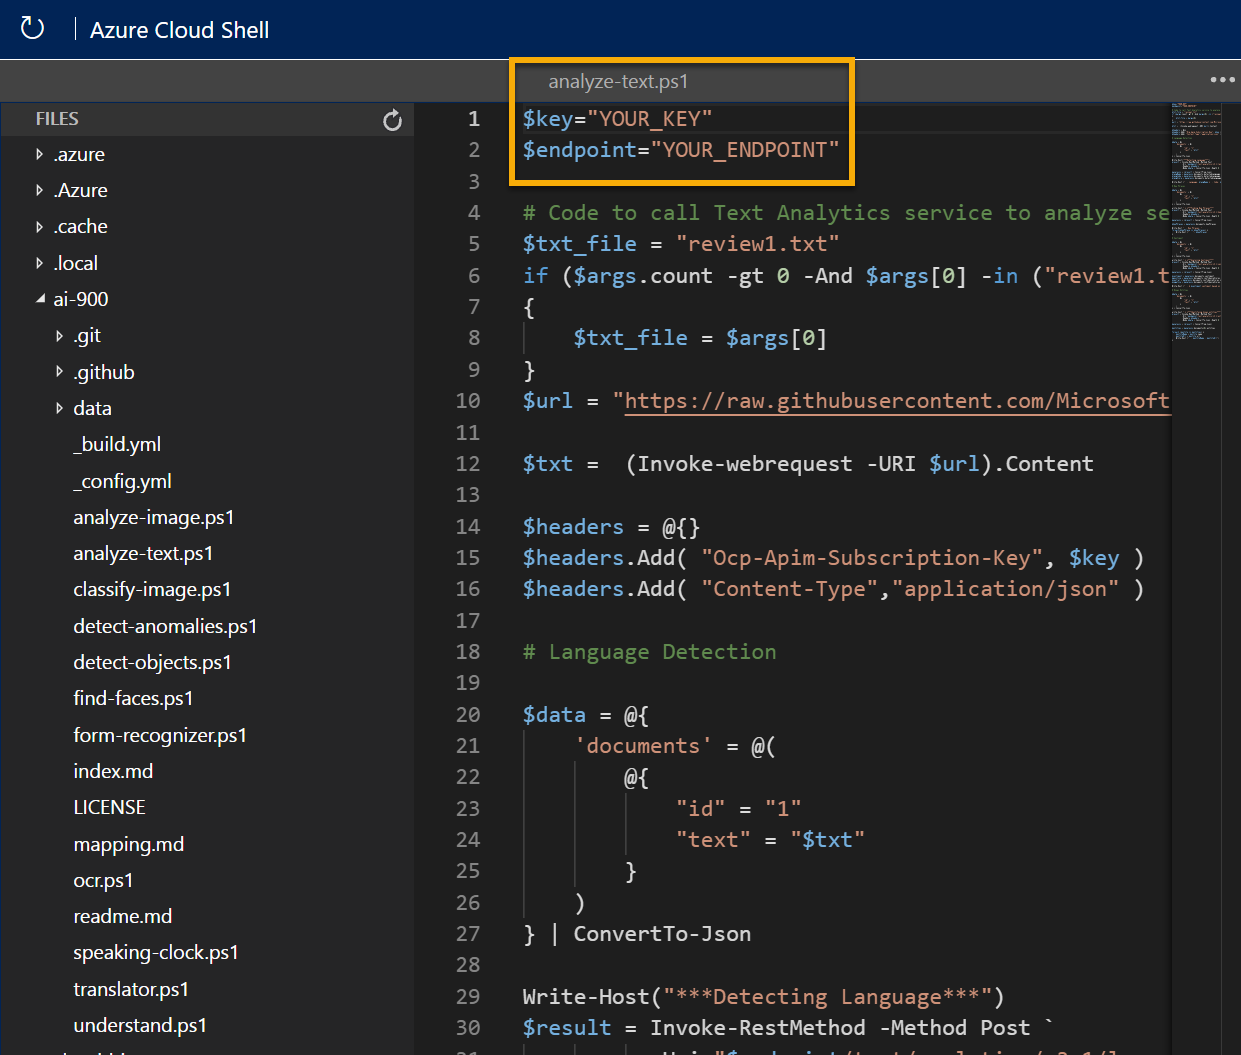 Azure Cloud Shell
analyze-text.ps1
FILES
.azure
.Azure
.cache
.local
ai-900
.git
.github
data
_build.yml
_config.yml
analyze-image.ps1
analyze-text.ps1
classify-image.ps1
detect-anomalies.ps1
detect-objects.ps1
find-faces.ps1
form-recognizer.ps1
index.md
LICENSE
mapping.md
ocr.ps1
readme.md
speaking-clock.ps1
translator.ps1
understand.ps1
1 $key="YOUR_KEY"
2 $endpoint="YOUR_ENDPOINT"
3
4 # Code to call Text Analytics service to analyze se
5 $txt_file = "review1.txt"
6 if ($args.count -gt 0 -And $args[0] -in ("review1.t
7 {
8 $txt_file = $args[0]
9 }
10 $url = "https://raw.githubusercontent.com/Microsoft
11
12 $txt = (Invoke-webrequest -URI $url).Content
13
14 $headers = @{}
15 $headers.Add( "Ocp-Apim-Subscription-Key", $key )
16 $headers.Add( "Content-Type","application/json" )
17
18 # Language Detection
19
20 $data = @{
21 'documents' = @(
22 @{
23 "id" = "1"
24 "text" = "$txt"
25 }
26 )
27 } | ConvertTo-Json
28
29 Write-Host("***Detecting Language***")
30 $result = Invoke-RestMethod -Method Post `